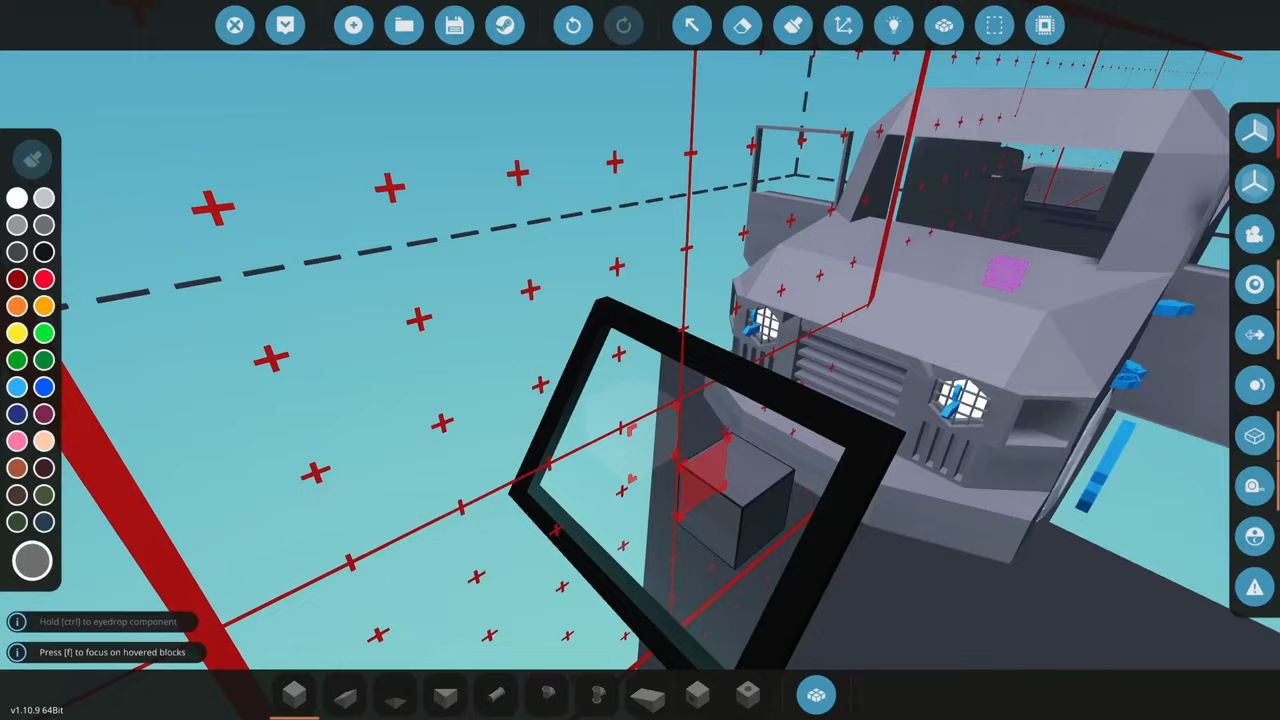 Hold [ctrl] to eyedrop component
Press [f] to focus on hovered blocks
v1.10.9 64Bit